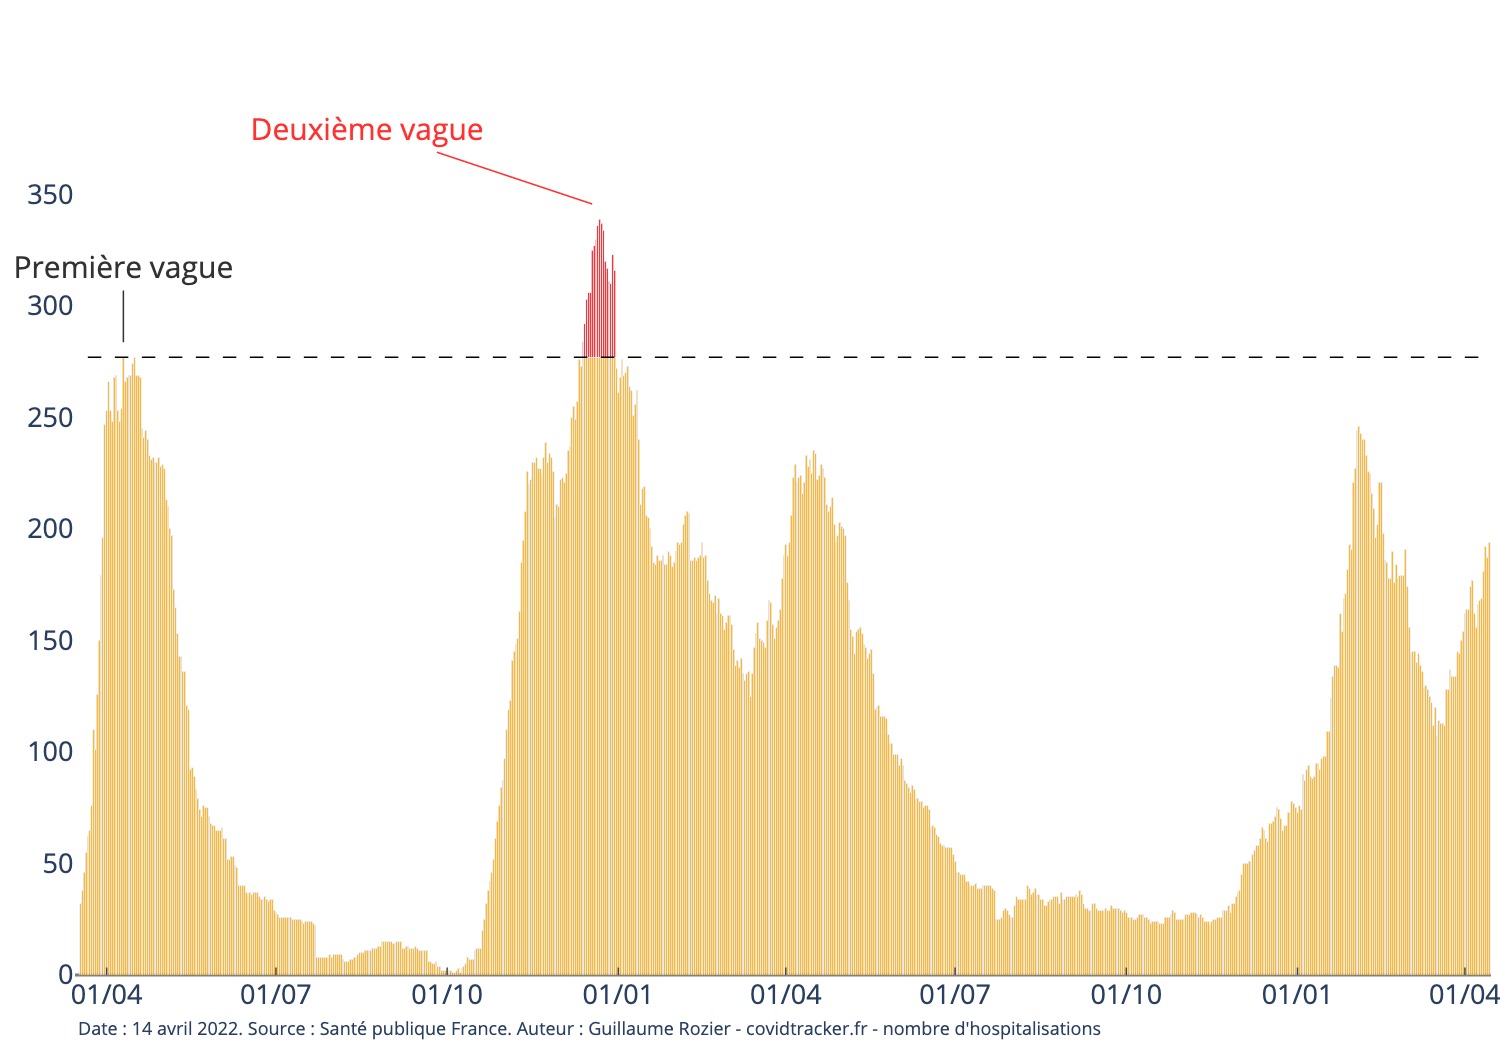 Deuxième vague
350
Première vague
300
250
200
150
100
50
0
01/04 01/07 01/10 01/01 01/04 01/07 01/10 01/01 01/04
Date : 14 avril 2022. Source : Santé publique France. Auteur : Guillaume Rozier - covidtracker.fr - nombre d'hospitalisations